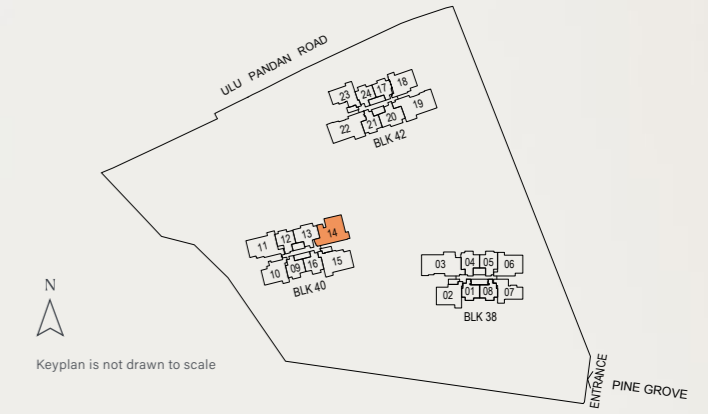 ULU PANDAN ROAD
23 24 17 18
22 21 20 19
BLK 42
11 12 13 14
10 09 16 15
BLK 40
03 04 05 06
02 01 08 07
BLK 38
N
Keyplan is not drawn to scale
ENTRANCE
PINE GROVE